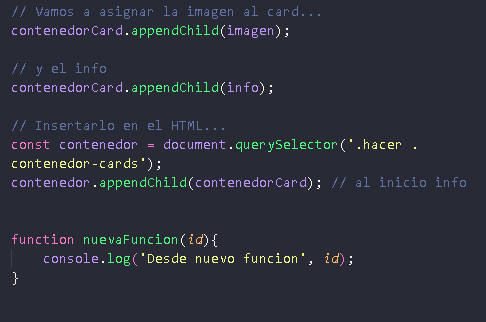 // Vamos a asignar la imagen al card...
contenedorCard.appendChild(imagen);
// y el info
contenedorCard.appendChild(info);
// Insertarlo en el HTML...
const contenedor = document.querySelector('.hacer .
contenedor-cards');
contenedor.appendChild(contenedorCard); // al inicio info
function nuevaFuncion(id){
console.log('Desde nuevo funcion', id);
}